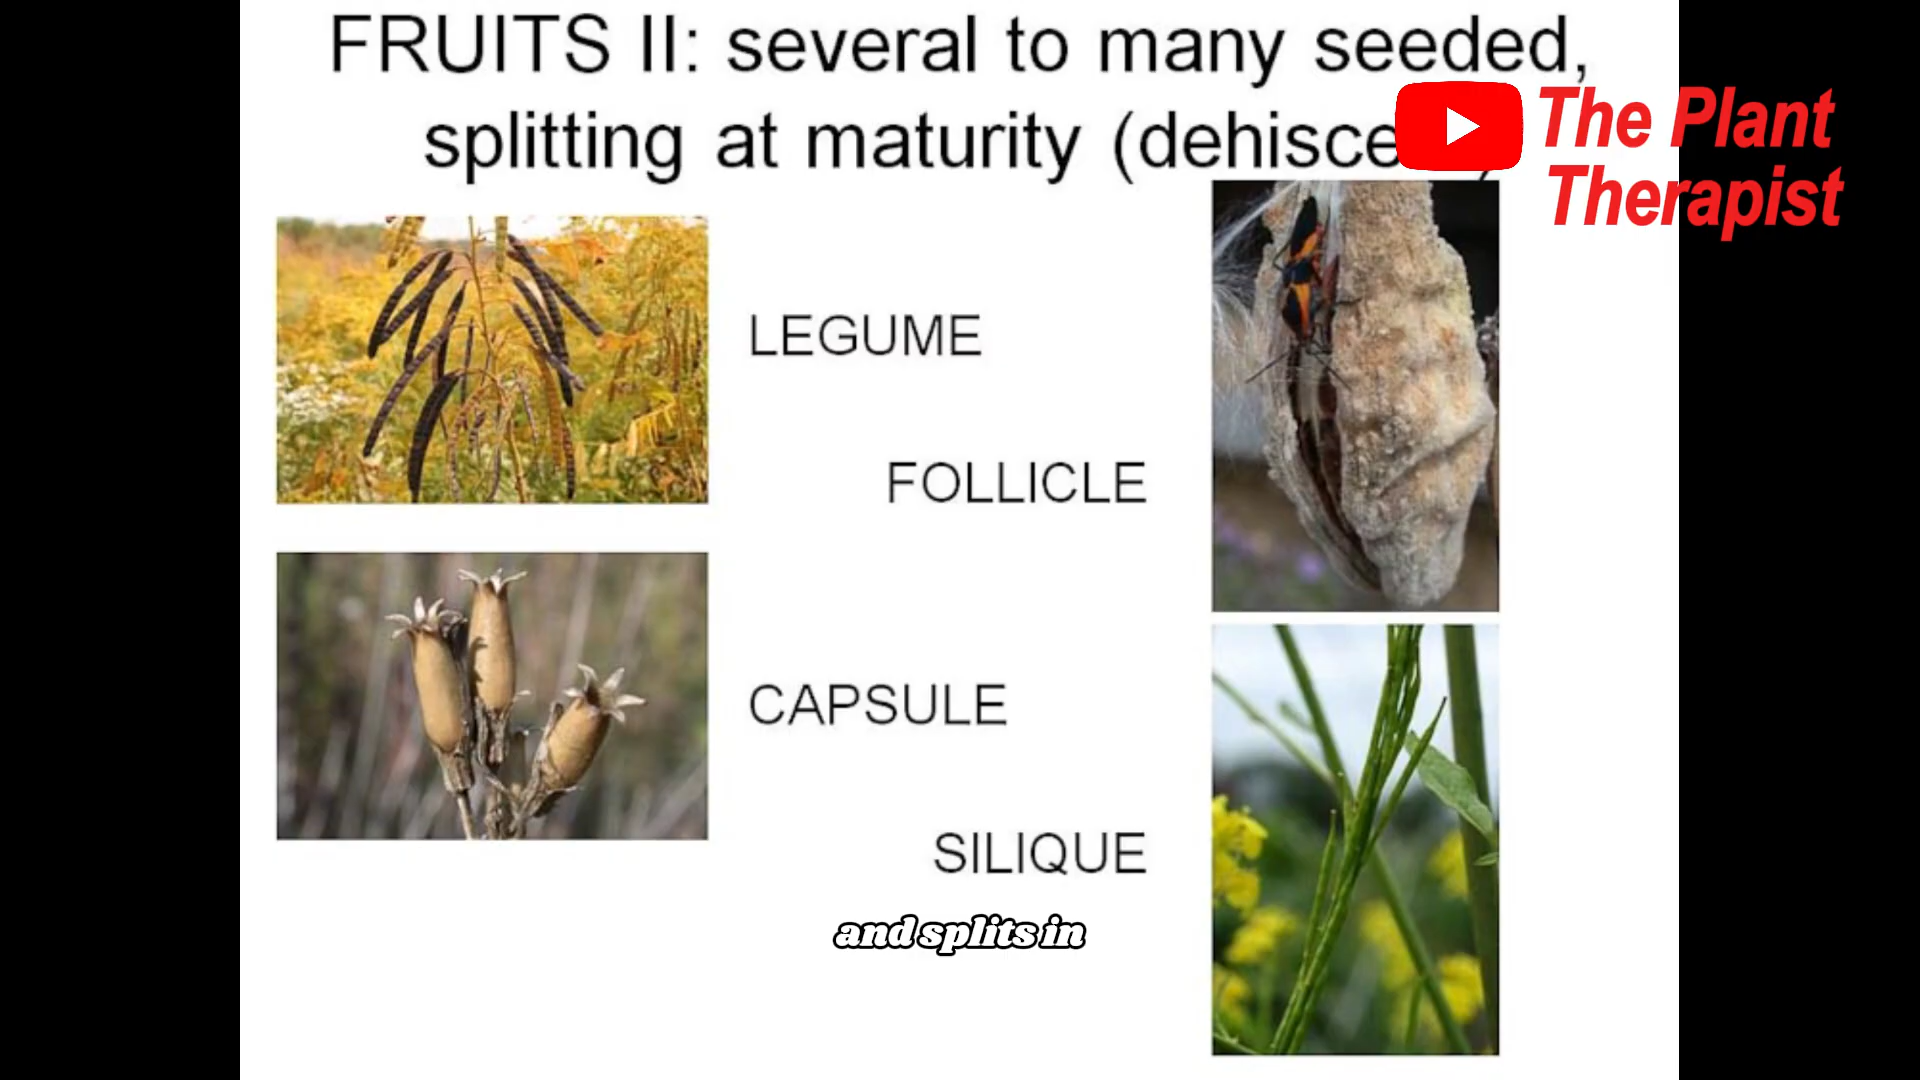 FRUITS II: several to many seeded,
splitting at maturity (dehisce
The Plant
Therapist
LEGUME
FOLLICLE
CAPSULE
SILIQUE
and splits in